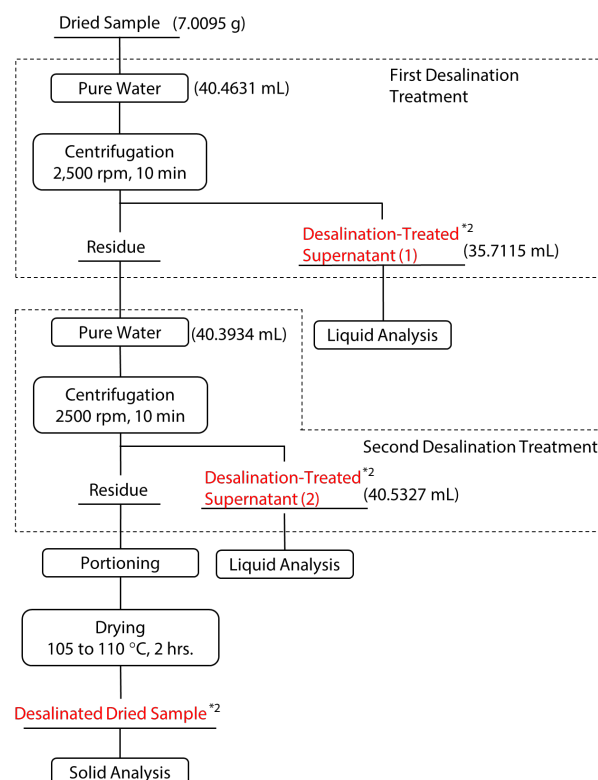 Dried Sample (7.0095 g)
First Desalination
Treatment
Pure Water (40.4631 mL)
Centrifugation
2,500 rpm, 10 min
Residue
Desalination-Treated*2
Supernatant (1) (35.7115 mL)
Liquid Analysis
Pure Water (40.3934 mL)
Centrifugation
2500 rpm, 10 min
Second Desalination Treatment
Residue
Desalination-Treated*2
Supernatant (2) (40.5327 mL)
Portioning
Liquid Analysis
Drying
105 to 110 °C, 2 hrs.
Desalinated Dried Sample*2
Solid Analysis